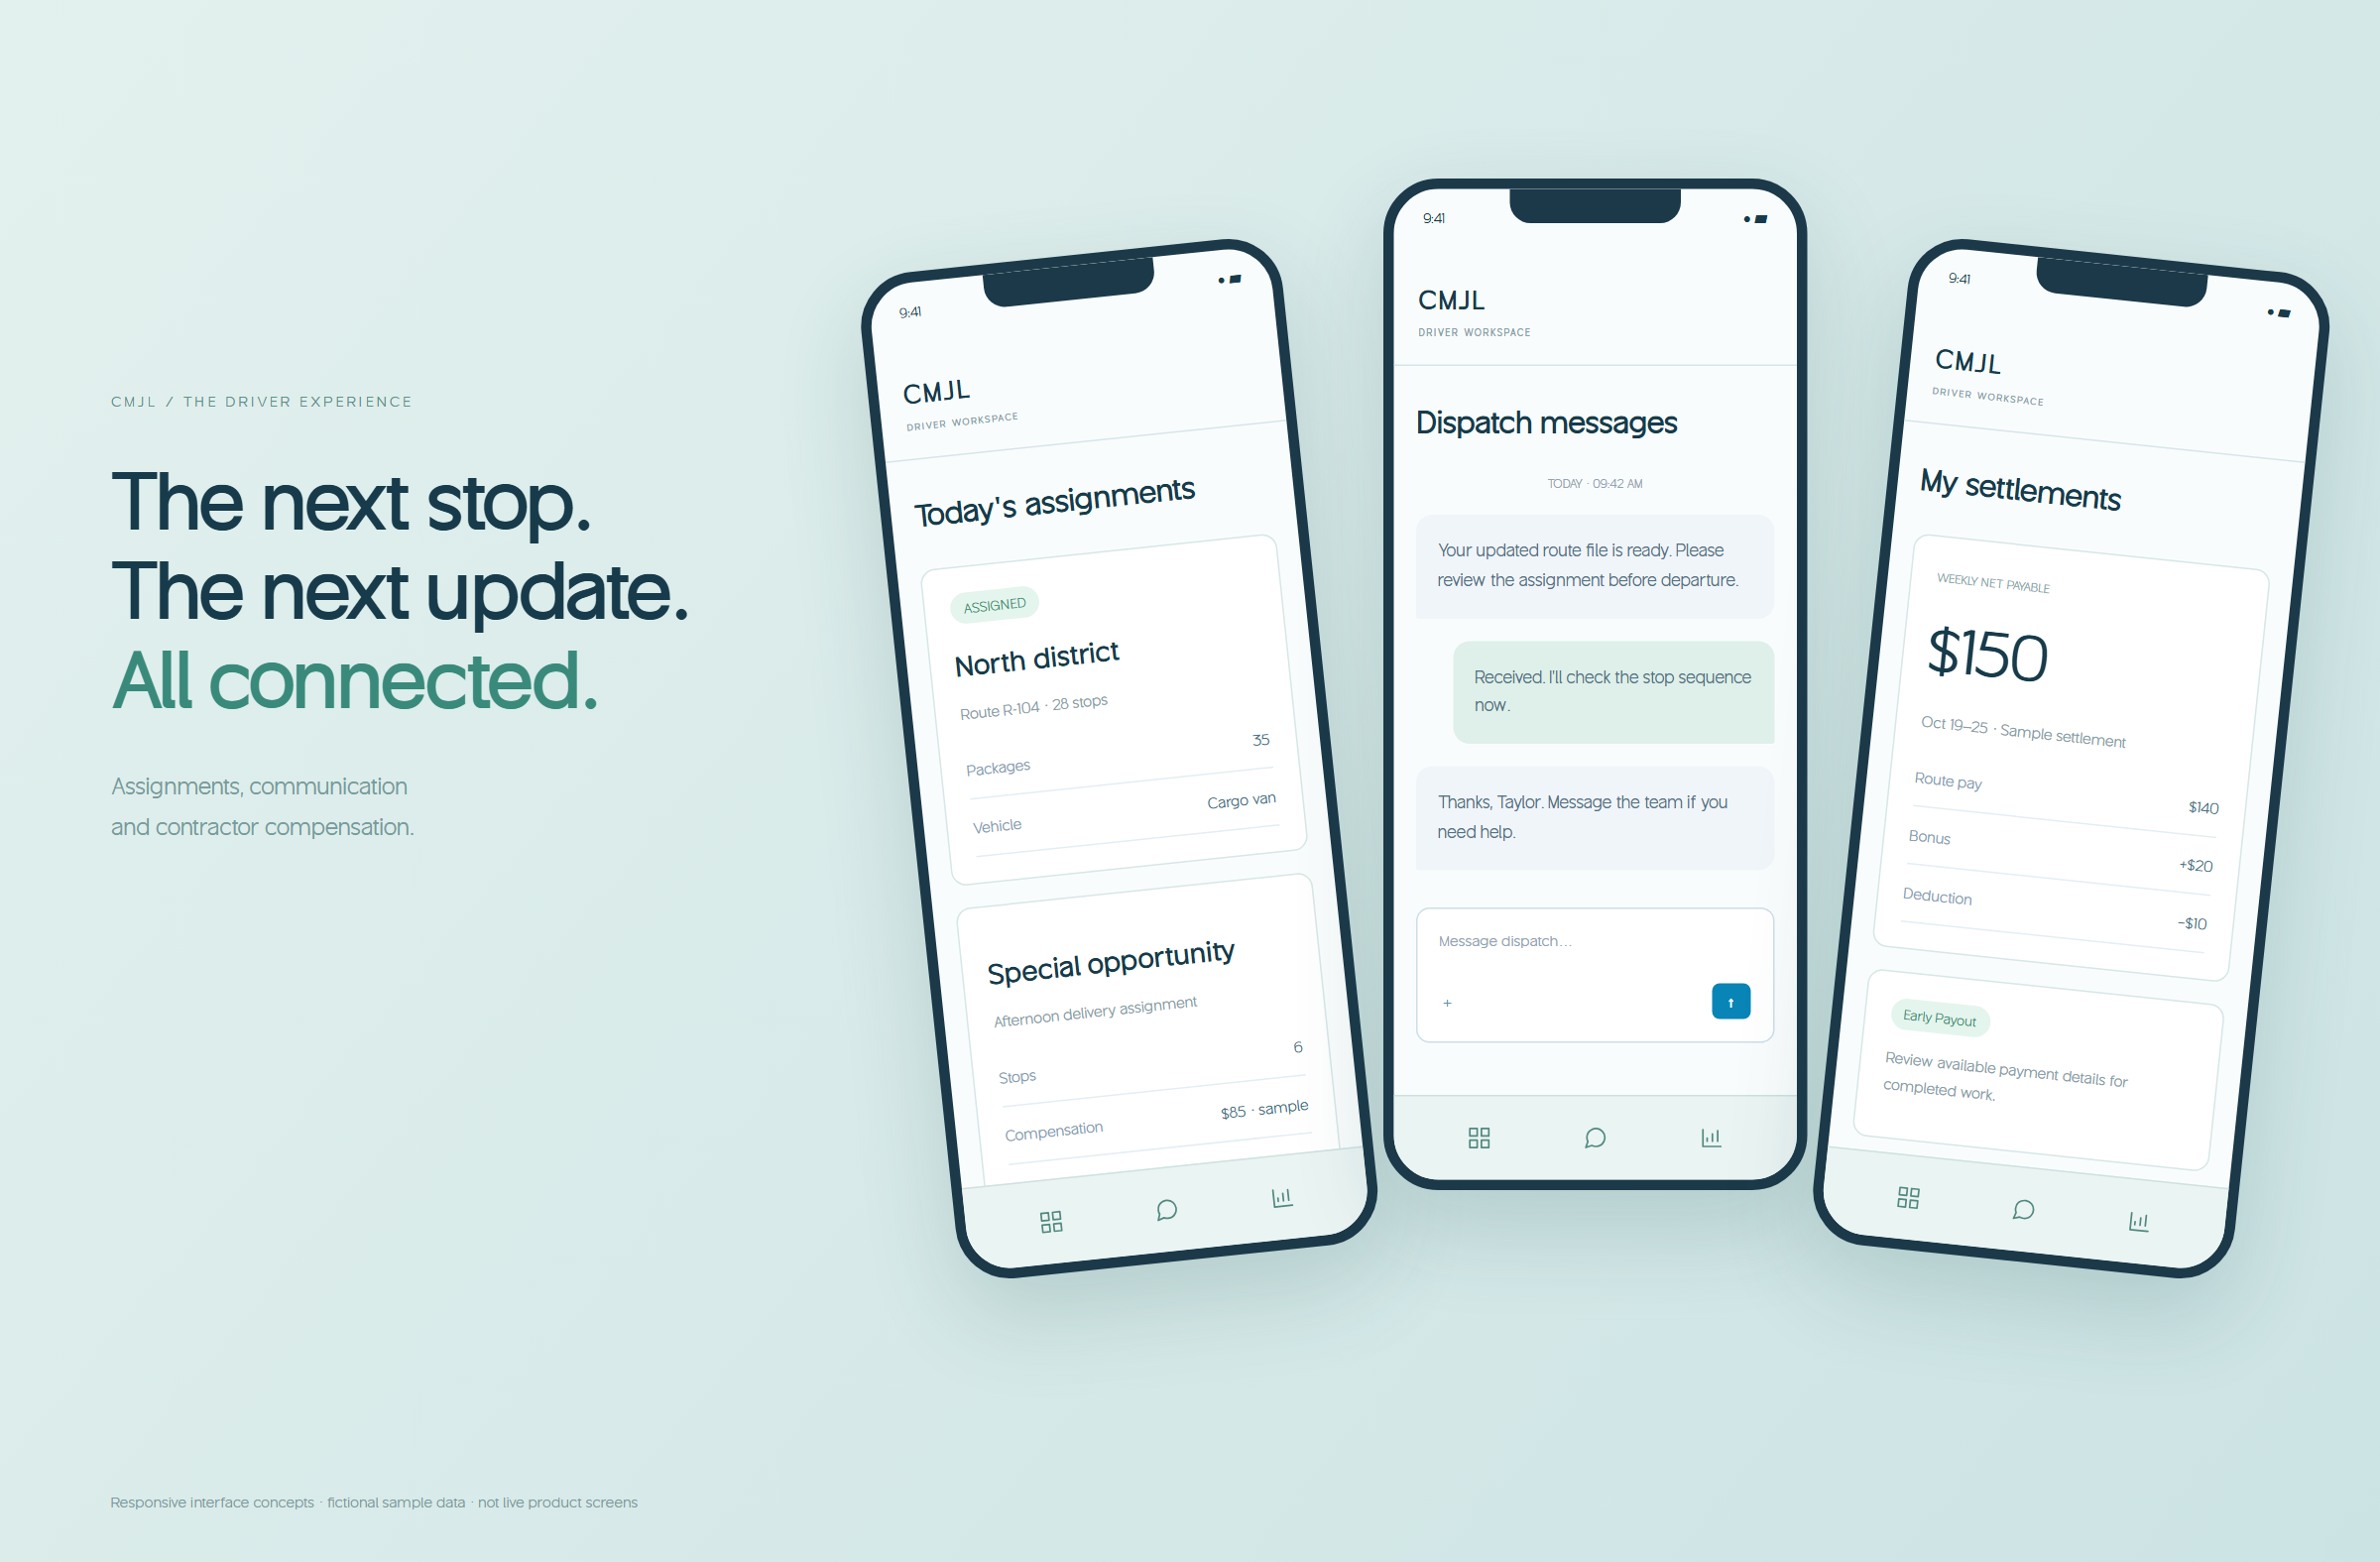 CMJL / THE DRIVER EXPERIENCE
The next stop.
The next update.
All connected.
Assignments, communication
and contractor compensation.
9:41
CMJL
DRIVER WORKSPACE
Today's assignments
ASSIGNED
North district
Route R-104 · 28 stops
Packages 35
Vehicle Cargo van
Special opportunity
Afternoon delivery assignment
Stops 6
Compensation $85 · sample
9:41
CMJL
DRIVER WORKSPACE
Dispatch messages
TODAY · 09:42 AM
Your updated route file is ready. Please
review the assignment before departure.
Received. I'll check the stop sequence
now.
Thanks, Taylor. Message the team if you
need help.
Message dispatch...
+
↑
9:41
CMJL
DRIVER WORKSPACE
My settlements
WEEKLY NET PAYABLE
$150
Oct 19–25 · Sample settlement
Route pay $140
Bonus +$20
Deduction −$10
Early Payout
Review available payment details for
completed work.
Responsive interface concepts · fictional sample data · not live product screens